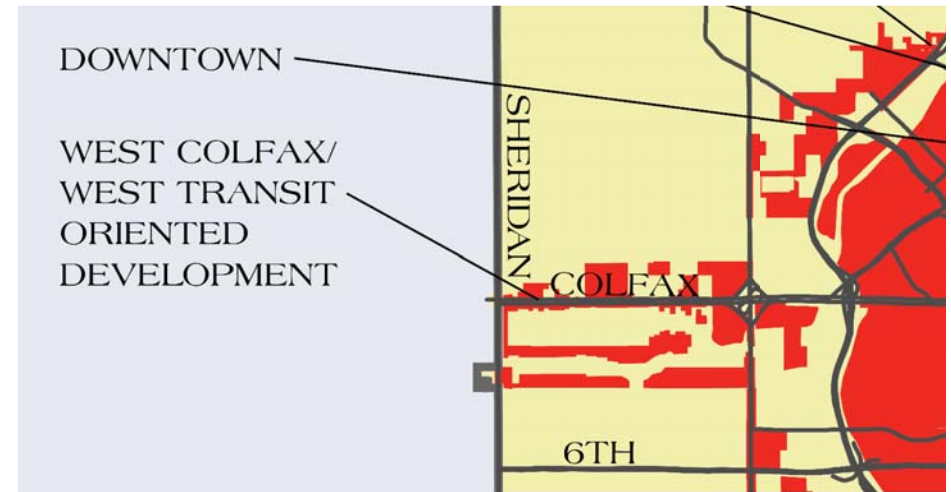 DOWNTOWN
WEST COLFAX/
WEST TRANSIT
ORIENTED
DEVELOPMENT
SHERIDAN
COLFAX
6TH